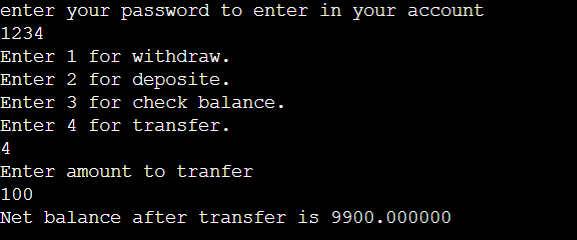 enter your password to enter in your account
1234
Enter 1 for withdraw.
Enter 2 for deposite.
Enter 3 for check balance.
Enter 4 for transfer.
4
Enter amount to tranfer
100
Net balance after transfer is 9900.000000